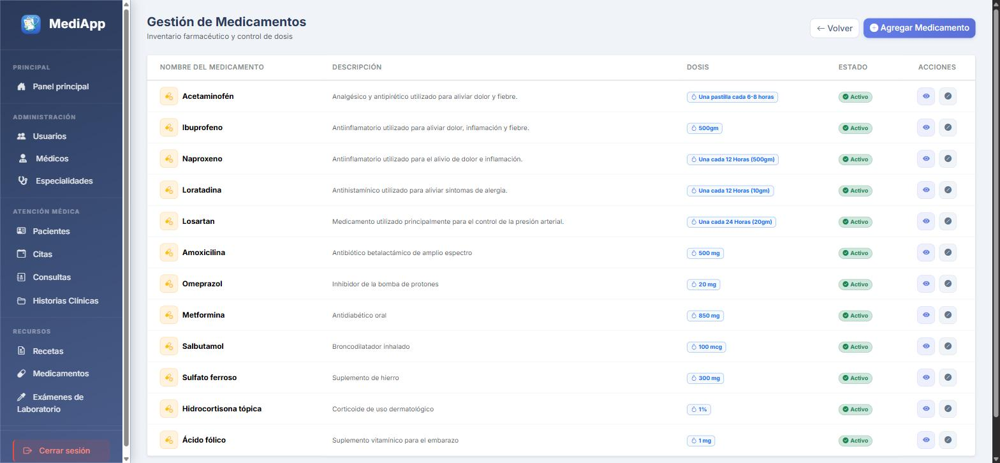 MediApp
PRINCIPAL
Panel principal
ADMINISTRACIÓN
Usuarios
Médicos
Especialidades
ATENCIÓN MÉDICA
Pacientes
Citas
Consultas
Historias Clínicas
RECURSOS
Recetas
Medicamentos
Exámenes de
Laboratorio
Cerrar sesión
Gestión de Medicamentos
Inventario farmacéutico y control de dosis
← Volver Agregar Medicamento
NOMBRE DEL MEDICAMENTO DESCRIPCIÓN DOSIS ESTADO ACCIONES
Acetaminofén Analgésico y antipirético utilizado para aliviar dolor y fiebre. Una pastilla cada 6-8 horas Activo
Ibuprofeno Antiinflamatorio utilizado para aliviar dolor, inflamación y fiebre. 500gm Activo
Naproxeno Antiinflamatorio utilizado para el alivio de dolor e inflamación. Una cada 12 Horas (500gm) Activo
Loratadina Antihistamínico utilizado para aliviar síntomas de alergia. Una cada 12 Horas (10gm) Activo
Losartan Medicamento utilizado principalmente para el control de la presión arterial. Una cada 24 Horas (20gm) Activo
Amoxicilina Antibiótico betalactámico de amplio espectro 500 mg Activo
Omeprazol Inhibidor de la bomba de protones 20 mg Activo
Metformina Antidiabético oral 850 mg Activo
Salbutamol Broncodilatador inhalado 100 mcg Activo
Sulfato ferroso Suplemento de hierro 300 mg Activo
Hidrocortisona tópica Corticoide de uso dermatológico 1% Activo
Ácido fólico Suplemento vitamínico para el embarazo 1 mg Activo